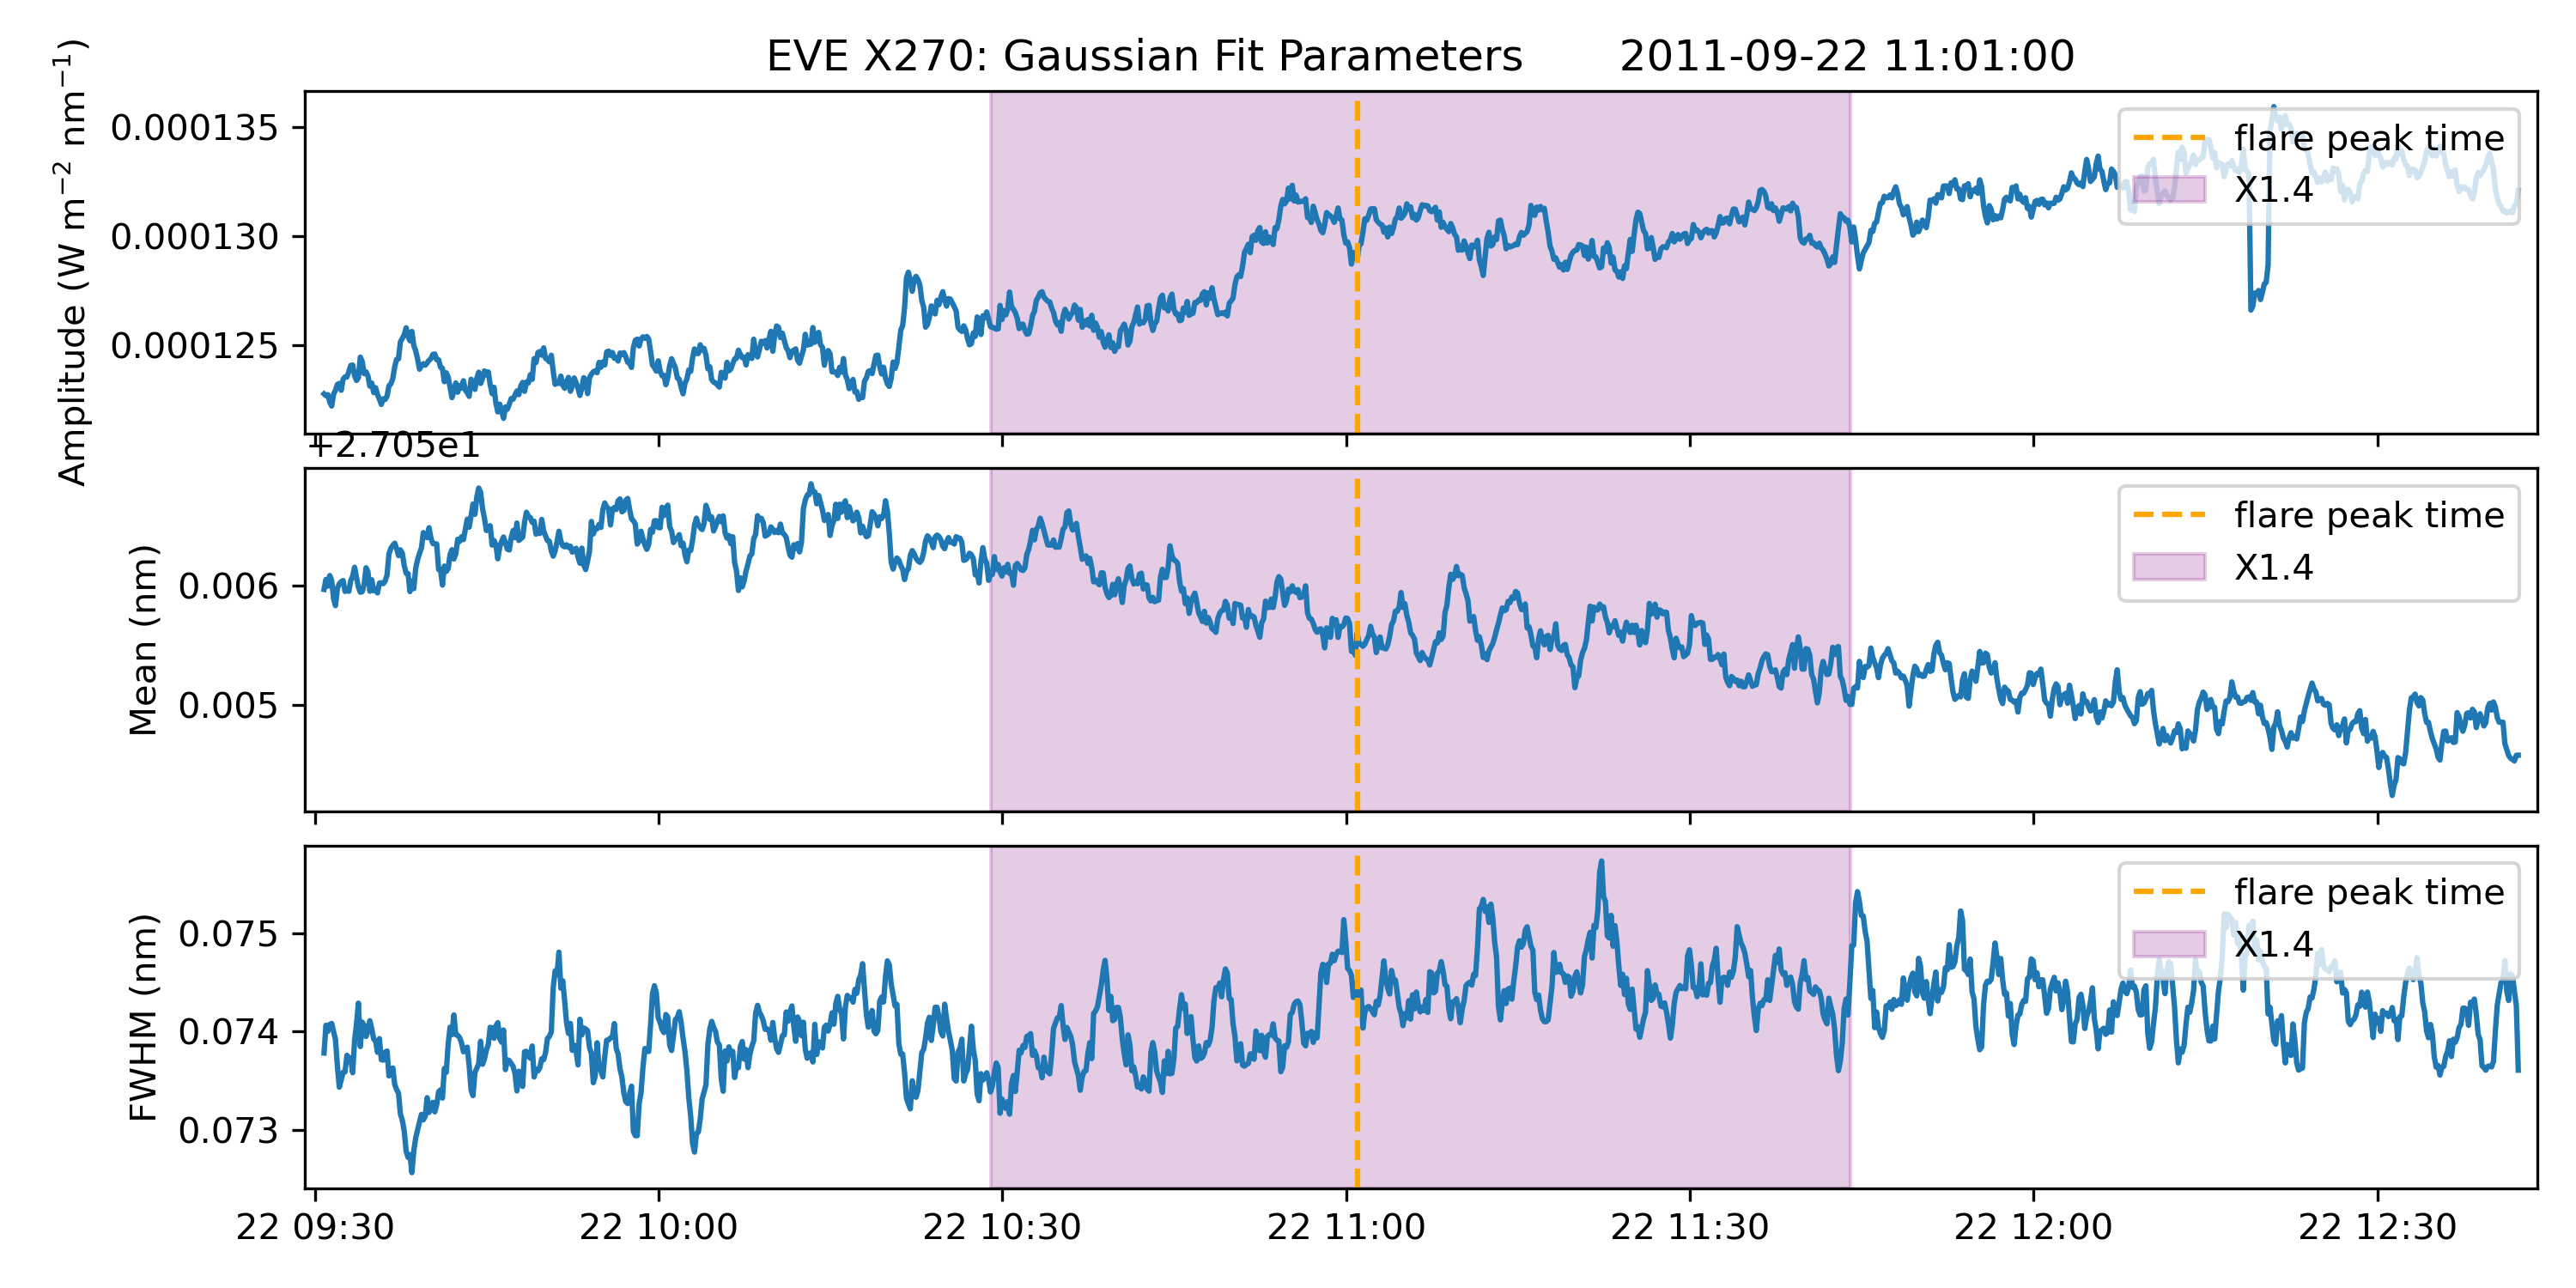 EVE X270: Gaussian Fit Parameters 2011-09-22 11:01:00
Amplitude (W m⁻² nm⁻¹)
0.000135
0.000130
0.000125
flare peak time
X1.4
+2.705e1
Mean (nm)
0.006
0.005
flare peak time
X1.4
FWHM (nm)
0.075
0.074
0.073
flare peak time
X1.4
22 09:30 22 10:00 22 10:30 22 11:00 22 11:30 22 12:00 22 12:30